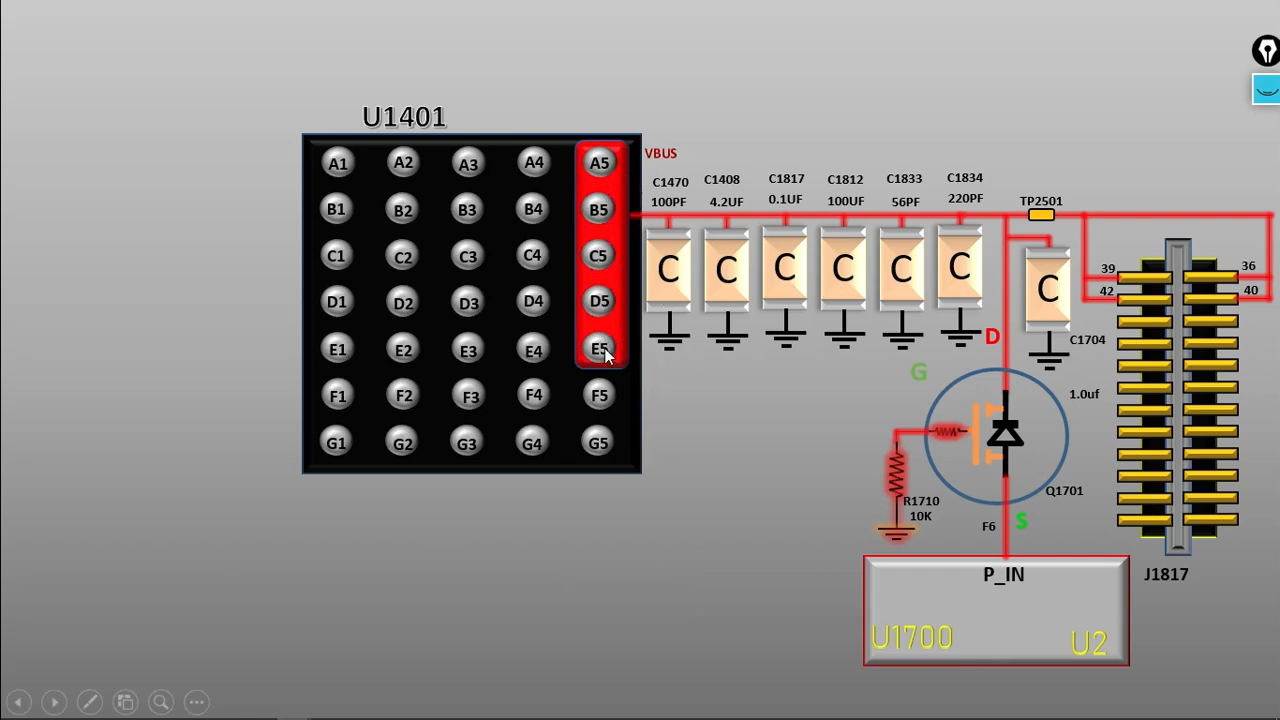 U1401
A1 A2 A3 A4 A5
B1 B2 B3 B4 B5
C1 C2 C3 C4 C5
D1 D2 D3 D4 D5
E1 E2 E3 E4 E5
F1 F2 F3 F4 F5
G1 G2 G3 G4 G5
VBUS
C1470 C1408 C1817 C1812 C1833 C1834
100PF 4.2UF 0.1UF 100UF 56PF 220PF
C C C C C C
TP2501
C
C1704
1.0uf
39 36
42 40
D
G
Q1701
R1710
10K
F6 S
P_IN
U1700 U2
J1817